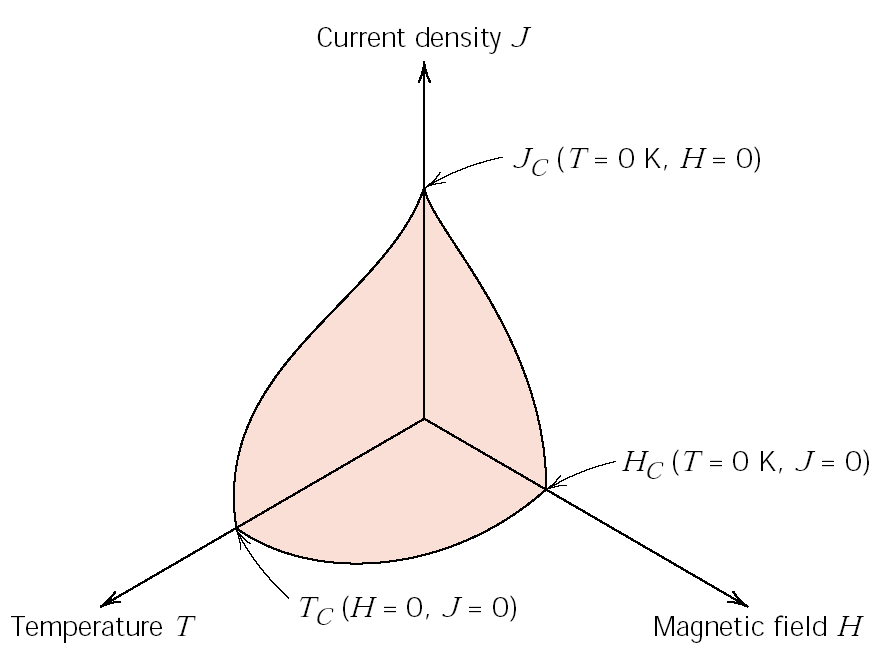 Current density J
J_C (T = 0 K, H = 0)
H_C (T = 0 K, J = 0)
T_C (H = 0, J = 0)
Temperature T
Magnetic field H